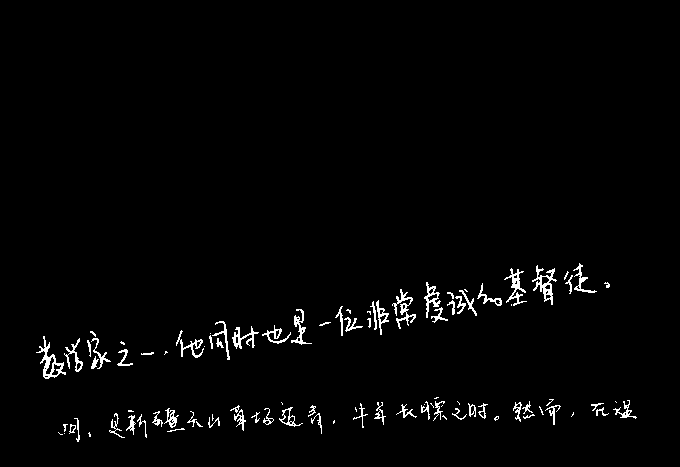 数学家之一，他同时也是一位非常虔诚的基督徒。
河，是新疆天山草场返青，牛羊长膘之时。然而，在温